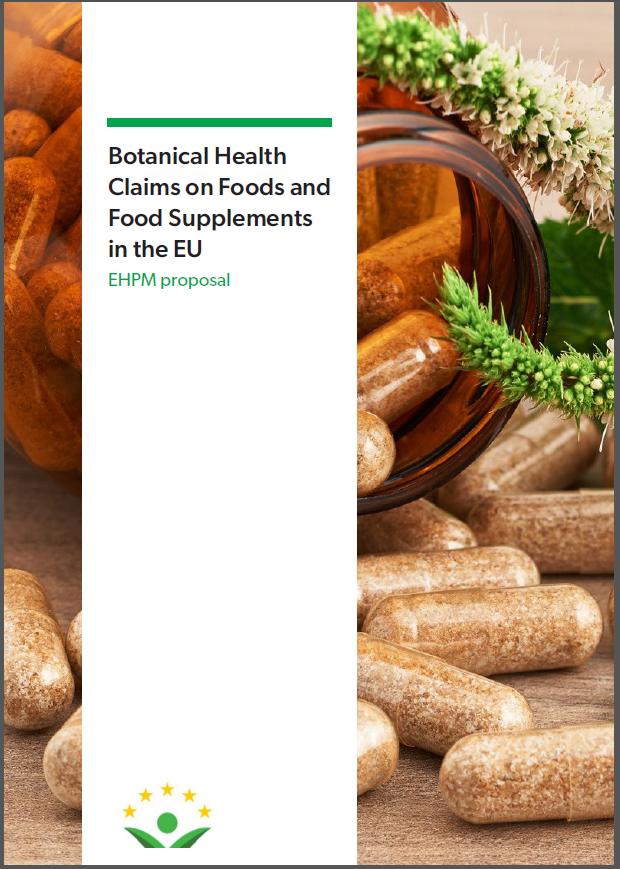 Botanical Health
Claims on Foods and
Food Supplements
in the EU
EHPM proposal